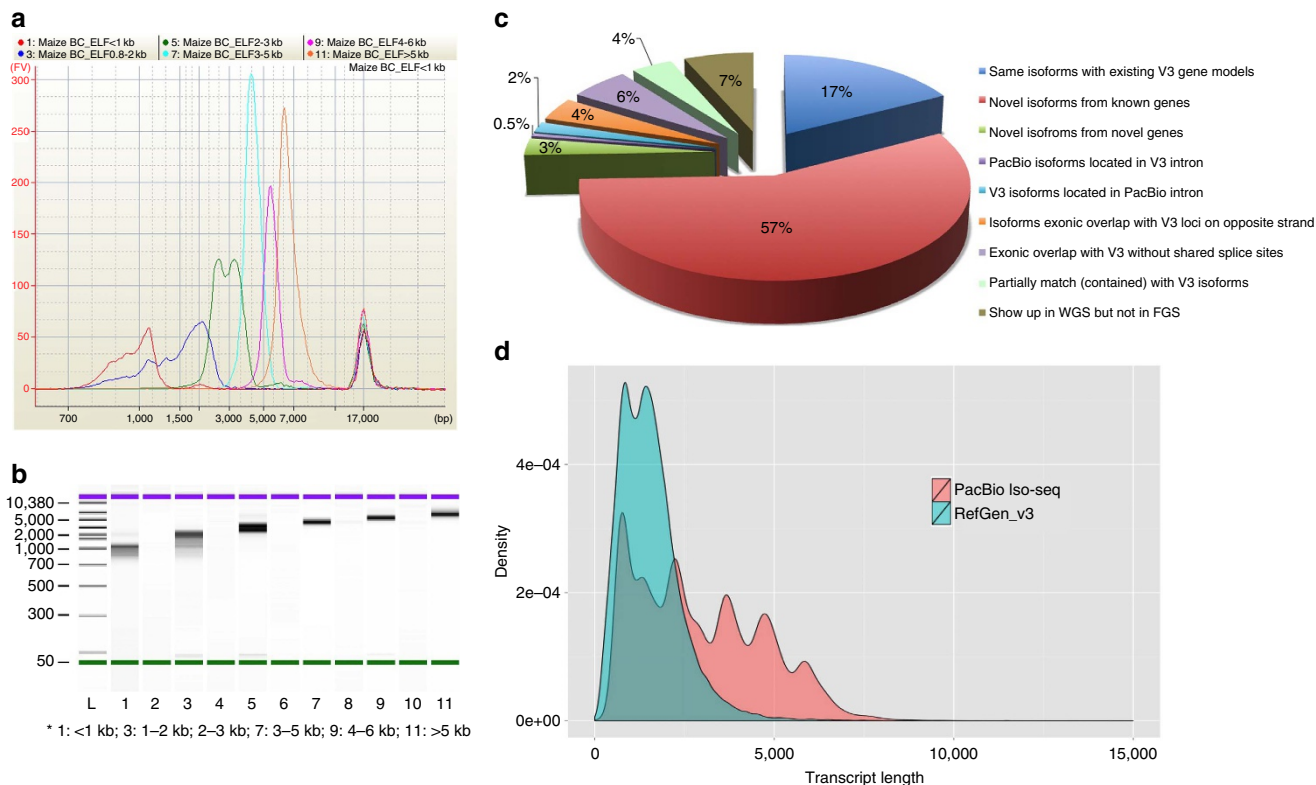 a
1: Maize BC_ELF<1 kb
5: Maize BC_ELF2-3 kb
9: Maize BC_ELF4-6 kb
3: Maize BC_ELF0.8-2 kb
7: Maize BC_ELF3-5 kb
11: Maize BC_ELF>5 kb
(FV)
Maize BC_ELF<1 kb
300
250
200
150
100
50
0
700 1,000 1,500 3,000 5,000 7,000 17,000 (bp)
b
10,380
5,000
2,000
1,000
700
500
300
50
L 1 2 3 4 5 6 7 8 9 10 11
* 1: <1 kb; 3: 1–2 kb; 2–3 kb; 7: 3–5 kb; 9: 4–6 kb; 11: >5 kb
c
4%
2%
0.5%
3%
4%
6%
7%
17%
57%
Same isoforms with existing V3 gene models
Novel isoforms from known genes
Novel isofroms from novel genes
PacBio isoforms located in V3 intron
V3 isoforms located in PacBio intron
Isoforms exonic overlap with V3 loci on opposite strand
Exonic overlap with V3 without shared splice sites
Partially match (contained) with V3 isoforms
Show up in WGS but not in FGS
d
Density
4e–04
2e–04
0e+00
PacBio Iso-seq
RefGen_v3
0 5,000 10,000 15,000
Transcript length